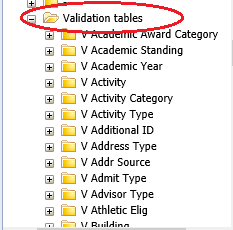 Validation tables
V Academic Award Category
V Academic Standing
V Academic Year
V Activity
V Activity Category
V Activity Type
V Additional ID
V Address Type
V Addr Source
V Admit Type
V Advisor Type
V Athletic Elig
V Building